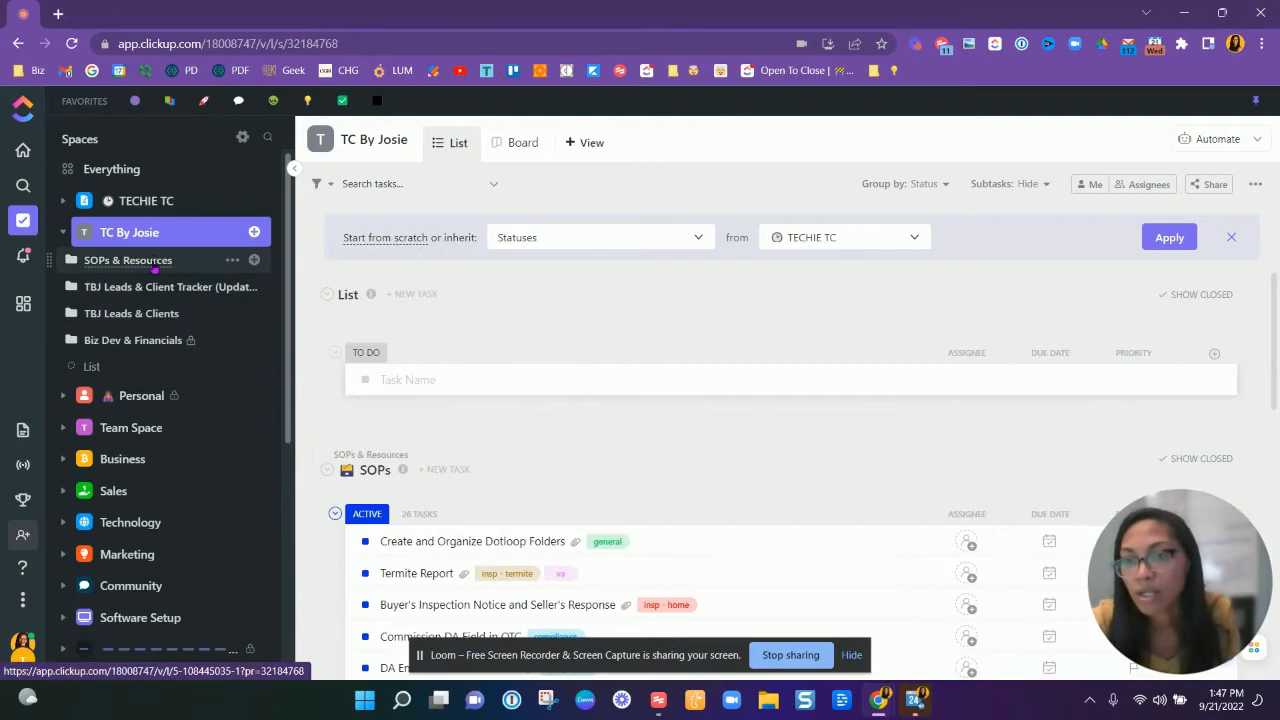 app.clickup.com/18008747/v/l/s/32184768
11
112
21
Wed
Biz
PD
PDF
Geek
CHG
LUM
Open To Close | //...
FAVORITES
Spaces
Everything
TECHIE TC
T TC By Josie
SOPs & Resources
TBJ Leads & Client Tracker (Updat...
TBJ Leads & Clients
Biz Dev & Financials
List
Personal
Team Space
Business
Sales
Technology
Marketing
Community
Software Setup
...
T TC By Josie
List
Board
+ View
Automate
Search tasks...
Group by: Status
Subtasks: Hide
Me
Assignees
Share
Start from scratch or inherit:
Statuses
from
TECHIE TC
Apply
List
+ NEW TASK
SHOW CLOSED
TO DO
ASSIGNEE
DUE DATE
PRIORITY
Task Name
SOPs & Resources
SOPs
+ NEW TASK
SHOW CLOSED
ACTIVE
26 TASKS
ASSIGNEE
DUE DATE
Create and Organize Dotloop Folders
general
Termite Report
insp - termite
va
Buyer's Inspection Notice and Seller's Response
insp - home
Commission DA Field in OTC
compliance
DA En
Loom – Free Screen Recorder & Screen Capture is sharing your screen.
Stop sharing
Hide
https://app.clickup.com/18008747/v/l/5-108445035-1?pr=32184768
1:47 PM
9/21/2022